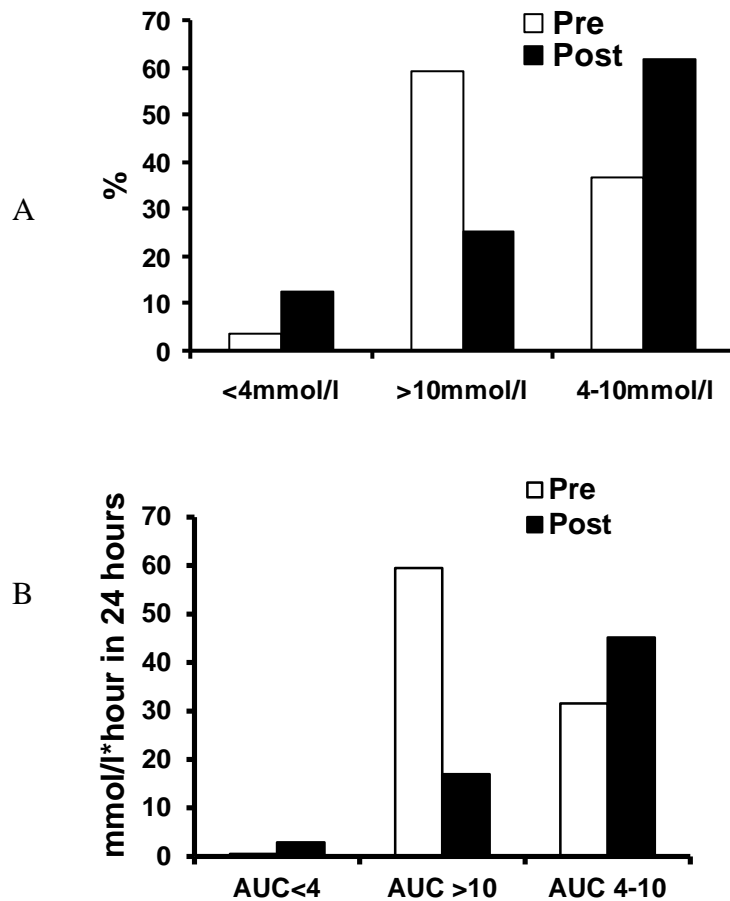 A
%
70
60
50
40
30
20
10
0
Pre
Post
<4mmol/l >10mmol/l 4-10mmol/l
B
mmol/l*hour in 24 hours
70
60
50
40
30
20
10
0
Pre
Post
AUC<4 AUC >10 AUC 4-10